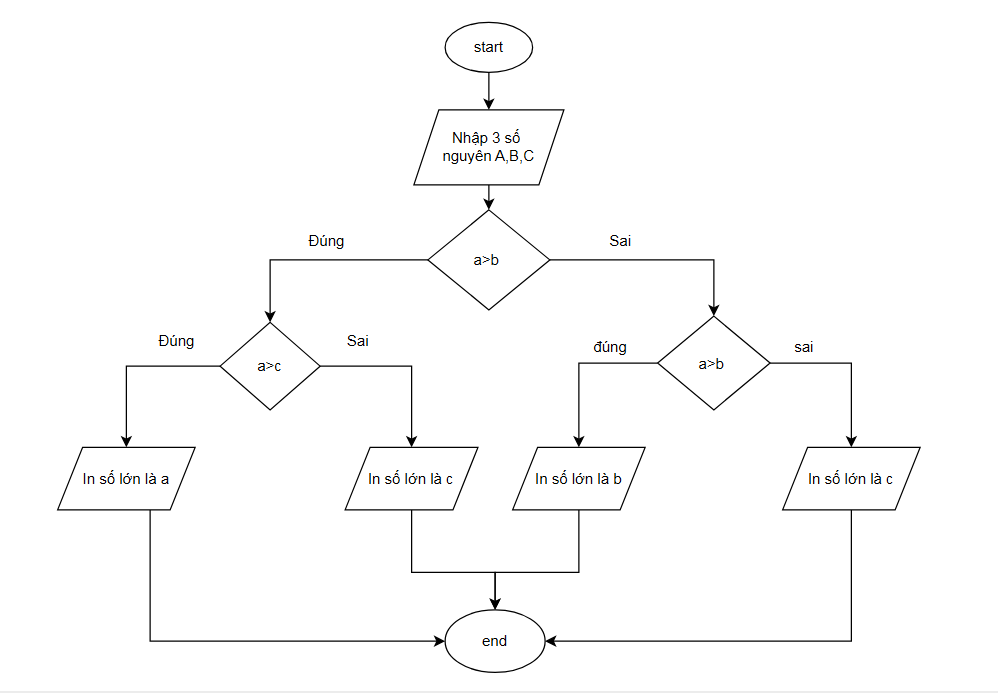 start
Nhập 3 số
nguyên A,B,C
Đúng
a>b
Sai
Đúng
a>c
Sai
đúng
a>b
sai
In số lớn là a
In số lớn là c
In số lớn là b
In số lớn là c
end